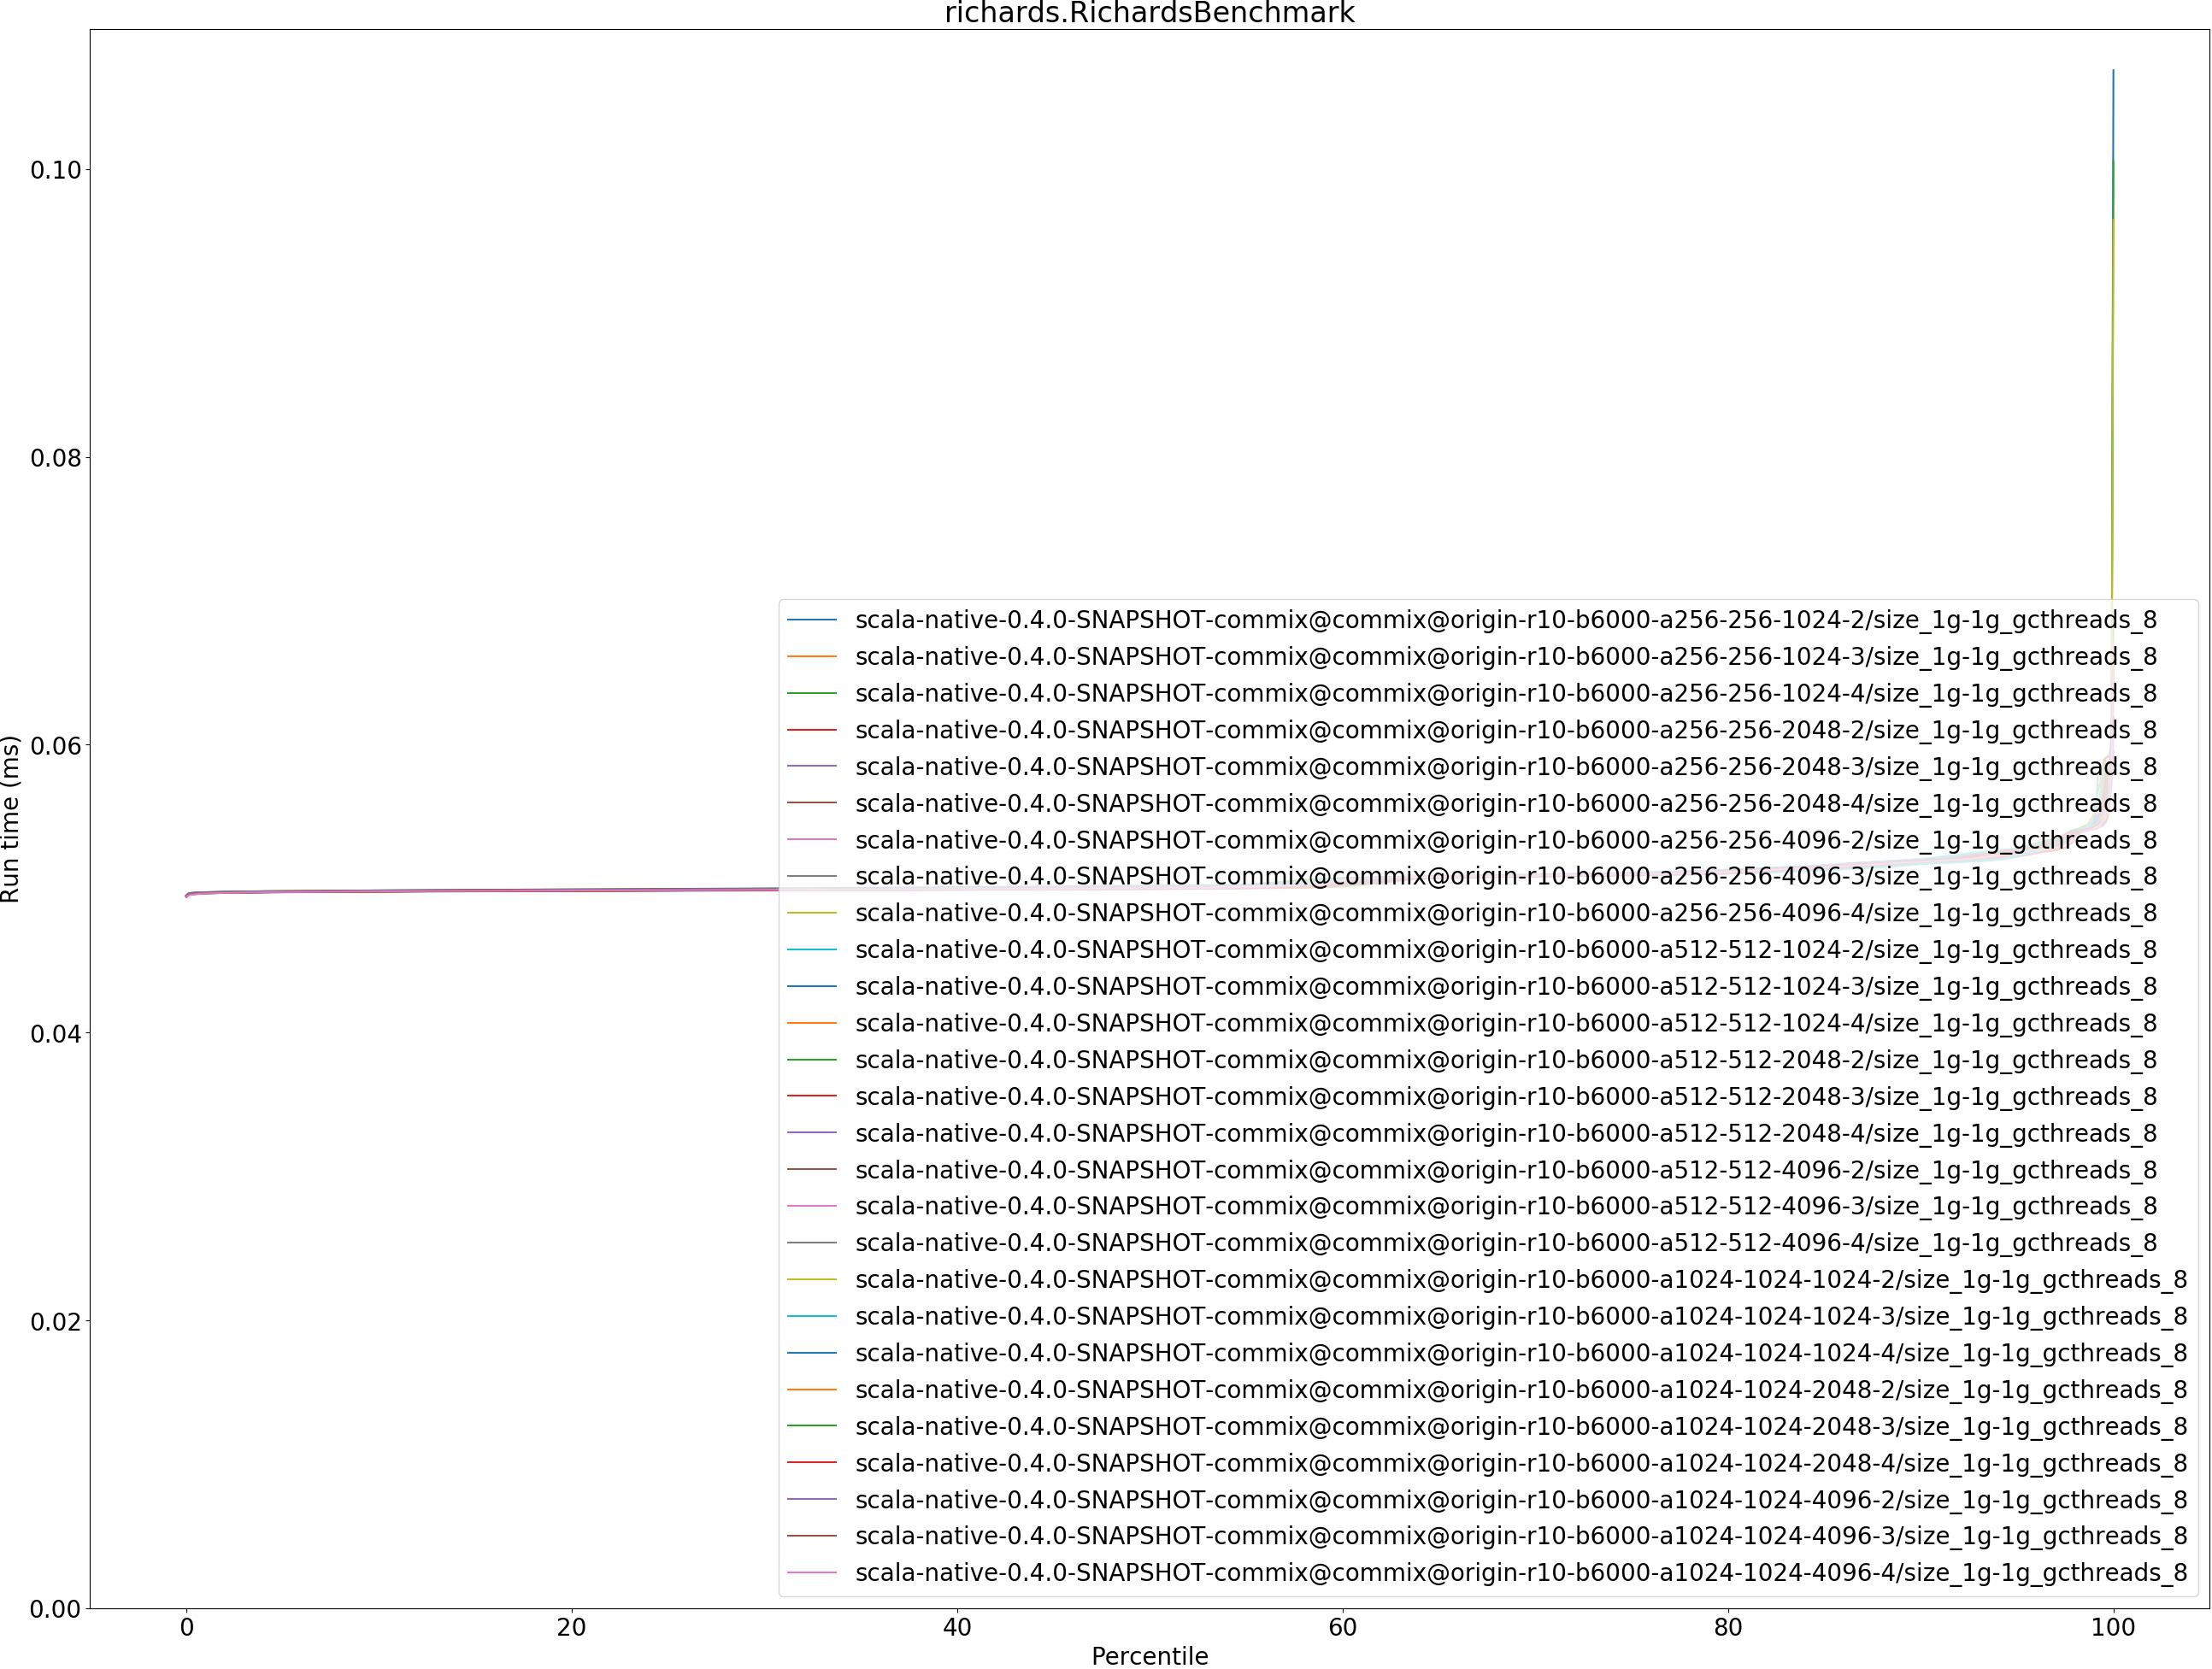 richards.RichardsBenchmark
0.10
0.08
0.06
0.04
0.02
0.00
Run time (ms)
scala-native-0.4.0-SNAPSHOT-commix@commix@origin-r10-b6000-a256-256-1024-2/size_1g-1g_gcthreads_8
scala-native-0.4.0-SNAPSHOT-commix@commix@origin-r10-b6000-a256-256-1024-3/size_1g-1g_gcthreads_8
scala-native-0.4.0-SNAPSHOT-commix@commix@origin-r10-b6000-a256-256-1024-4/size_1g-1g_gcthreads_8
scala-native-0.4.0-SNAPSHOT-commix@commix@origin-r10-b6000-a256-256-2048-2/size_1g-1g_gcthreads_8
scala-native-0.4.0-SNAPSHOT-commix@commix@origin-r10-b6000-a256-256-2048-3/size_1g-1g_gcthreads_8
scala-native-0.4.0-SNAPSHOT-commix@commix@origin-r10-b6000-a256-256-2048-4/size_1g-1g_gcthreads_8
scala-native-0.4.0-SNAPSHOT-commix@commix@origin-r10-b6000-a256-256-4096-2/size_1g-1g_gcthreads_8
scala-native-0.4.0-SNAPSHOT-commix@commix@origin-r10-b6000-a256-256-4096-3/size_1g-1g_gcthreads_8
scala-native-0.4.0-SNAPSHOT-commix@commix@origin-r10-b6000-a256-256-4096-4/size_1g-1g_gcthreads_8
scala-native-0.4.0-SNAPSHOT-commix@commix@origin-r10-b6000-a512-512-1024-2/size_1g-1g_gcthreads_8
scala-native-0.4.0-SNAPSHOT-commix@commix@origin-r10-b6000-a512-512-1024-3/size_1g-1g_gcthreads_8
scala-native-0.4.0-SNAPSHOT-commix@commix@origin-r10-b6000-a512-512-1024-4/size_1g-1g_gcthreads_8
scala-native-0.4.0-SNAPSHOT-commix@commix@origin-r10-b6000-a512-512-2048-2/size_1g-1g_gcthreads_8
scala-native-0.4.0-SNAPSHOT-commix@commix@origin-r10-b6000-a512-512-2048-3/size_1g-1g_gcthreads_8
scala-native-0.4.0-SNAPSHOT-commix@commix@origin-r10-b6000-a512-512-2048-4/size_1g-1g_gcthreads_8
scala-native-0.4.0-SNAPSHOT-commix@commix@origin-r10-b6000-a512-512-4096-2/size_1g-1g_gcthreads_8
scala-native-0.4.0-SNAPSHOT-commix@commix@origin-r10-b6000-a512-512-4096-3/size_1g-1g_gcthreads_8
scala-native-0.4.0-SNAPSHOT-commix@commix@origin-r10-b6000-a512-512-4096-4/size_1g-1g_gcthreads_8
scala-native-0.4.0-SNAPSHOT-commix@commix@origin-r10-b6000-a1024-1024-1024-2/size_1g-1g_gcthreads_8
scala-native-0.4.0-SNAPSHOT-commix@commix@origin-r10-b6000-a1024-1024-1024-3/size_1g-1g_gcthreads_8
scala-native-0.4.0-SNAPSHOT-commix@commix@origin-r10-b6000-a1024-1024-1024-4/size_1g-1g_gcthreads_8
scala-native-0.4.0-SNAPSHOT-commix@commix@origin-r10-b6000-a1024-1024-2048-2/size_1g-1g_gcthreads_8
scala-native-0.4.0-SNAPSHOT-commix@commix@origin-r10-b6000-a1024-1024-2048-3/size_1g-1g_gcthreads_8
scala-native-0.4.0-SNAPSHOT-commix@commix@origin-r10-b6000-a1024-1024-2048-4/size_1g-1g_gcthreads_8
scala-native-0.4.0-SNAPSHOT-commix@commix@origin-r10-b6000-a1024-1024-4096-2/size_1g-1g_gcthreads_8
scala-native-0.4.0-SNAPSHOT-commix@commix@origin-r10-b6000-a1024-1024-4096-3/size_1g-1g_gcthreads_8
scala-native-0.4.0-SNAPSHOT-commix@commix@origin-r10-b6000-a1024-1024-4096-4/size_1g-1g_gcthreads_8
0 20 40 60 80 100
Percentile